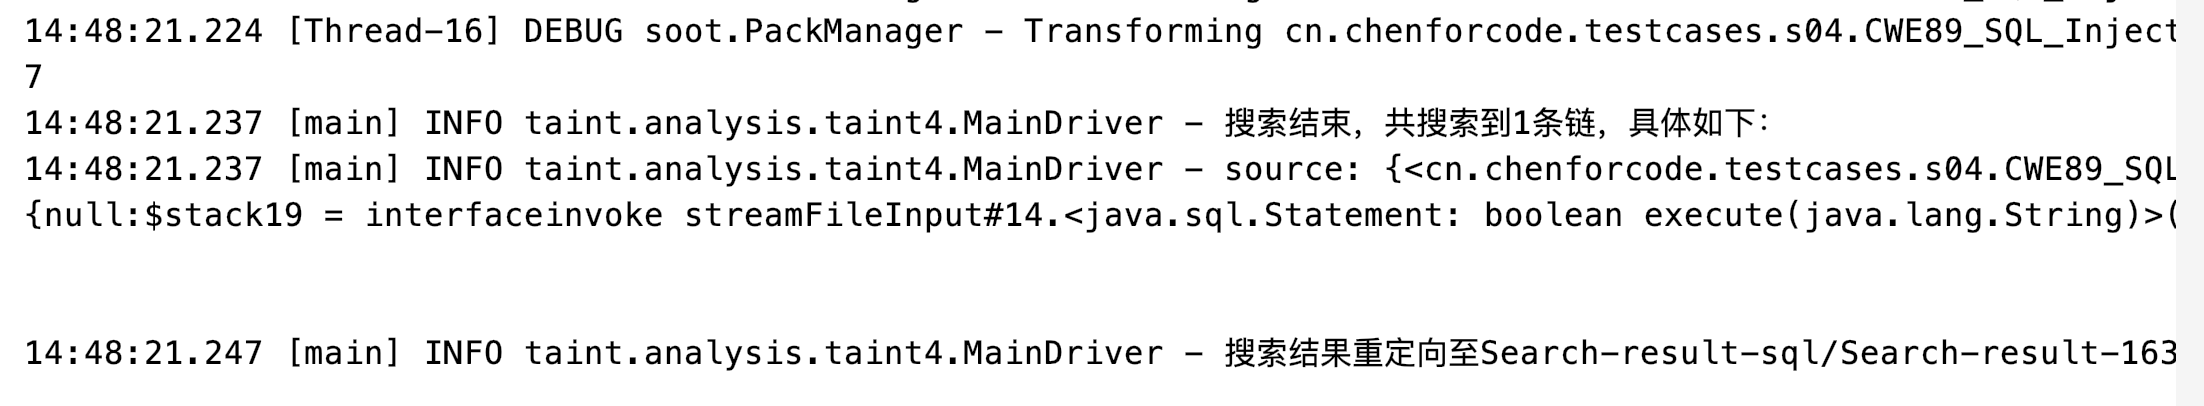 14:48:21.224 [Thread-16] DEBUG soot.PackManager - Transforming cn.chenforcode.testcases.s04.CWE89_SQL_Inject
7
14:48:21.237 [main] INFO taint.analysis.taint4.MainDriver - 搜索结束，共搜索到1条链，具体如下：
14:48:21.237 [main] INFO taint.analysis.taint4.MainDriver - source: {<cn.chenforcode.testcases.s04.CWE89_SQL
{null:$stack19 = interfaceinvoke streamFileInput#14.<java.sql.Statement: boolean execute(java.lang.String)>(
14:48:21.247 [main] INFO taint.analysis.taint4.MainDriver - 搜索结果重定向至Search-result-sql/Search-result-163